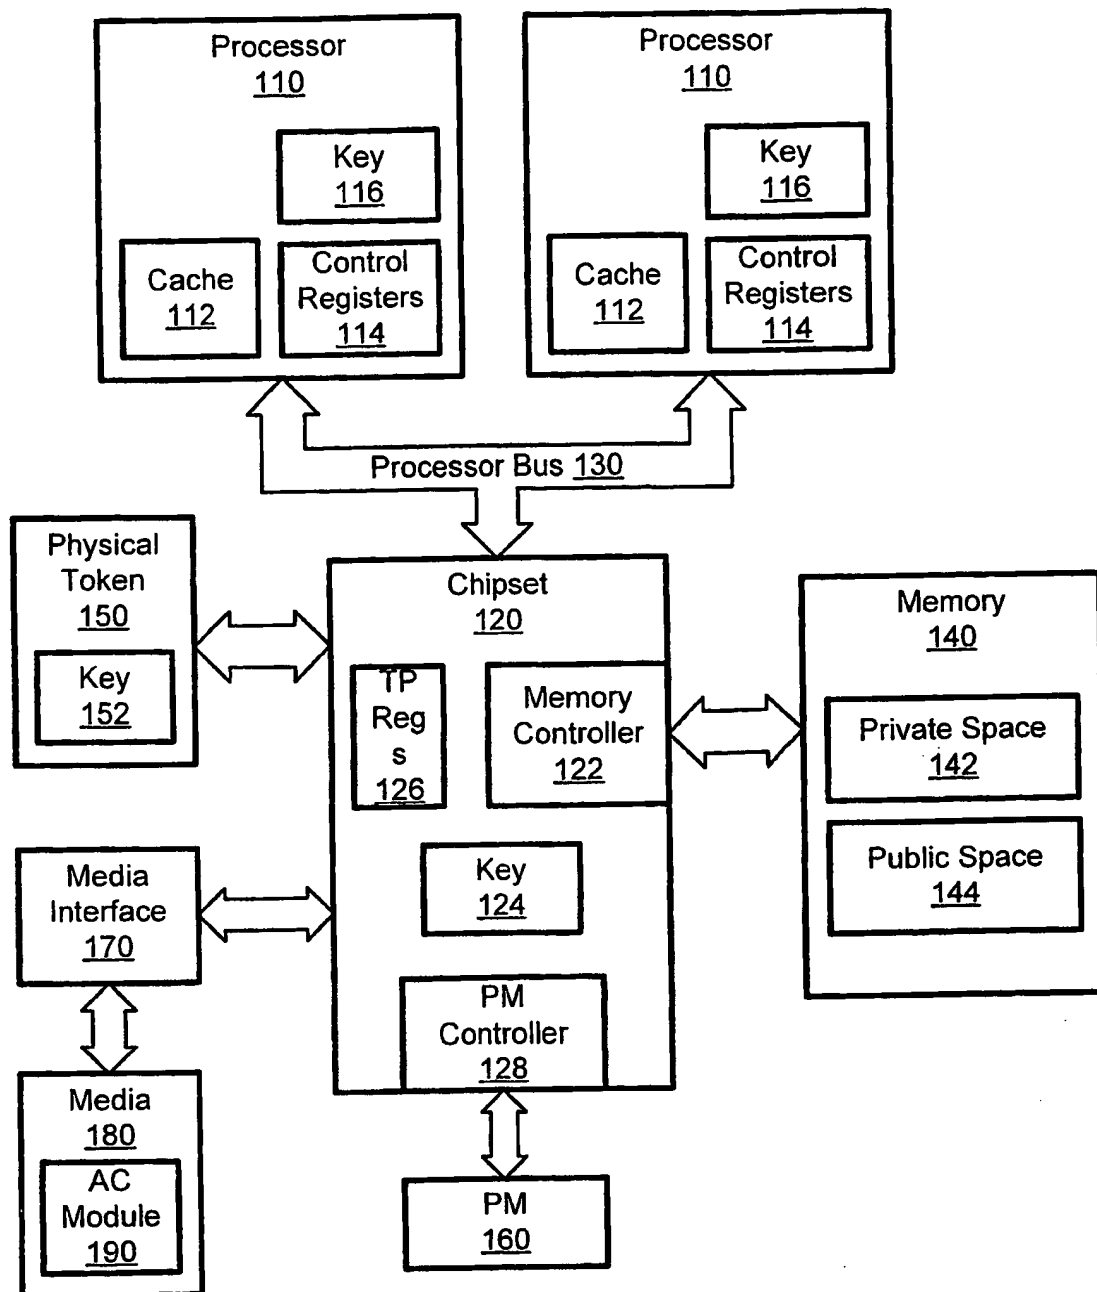 Processor
110
Key
116
Cache
112
Control
Registers
114
Processor
110
Key
116
Cache
112
Control
Registers
114
Processor Bus 130
Physical
Token
150
Key
152
Chipset
120
TP
Reg
s
126
Memory
Controller
122
Key
124
PM
Controller
128
Memory
140
Private Space
142
Public Space
144
Media
Interface
170
Media
180
AC
Module
190
PM
160